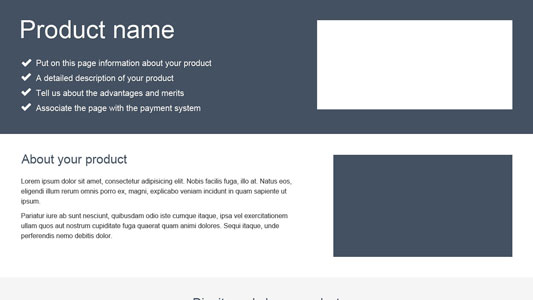 Product name
Put on this page information about your product
A detailed description of your product
Tell us about the advantages and merits
Associate the page with the payment system
About your product
Lorem ipsum dolor sit amet, consectetur adipisicing elit. Nobis facilis fuga, illo at. Natus eos,
eligendi illum rerum omnis porro ex, magni, explicabo veniam incidunt in quam sapiente ut
ipsum.
Pariatur iure ab sunt nesciunt, quibusdam odio iste cumque itaque, ipsa vel exercitationem
ullam quos aut nostrum cupiditate fuga quaerat quam animi dolores. Sequi itaque, unde
perferendis nemo debitis dolor.